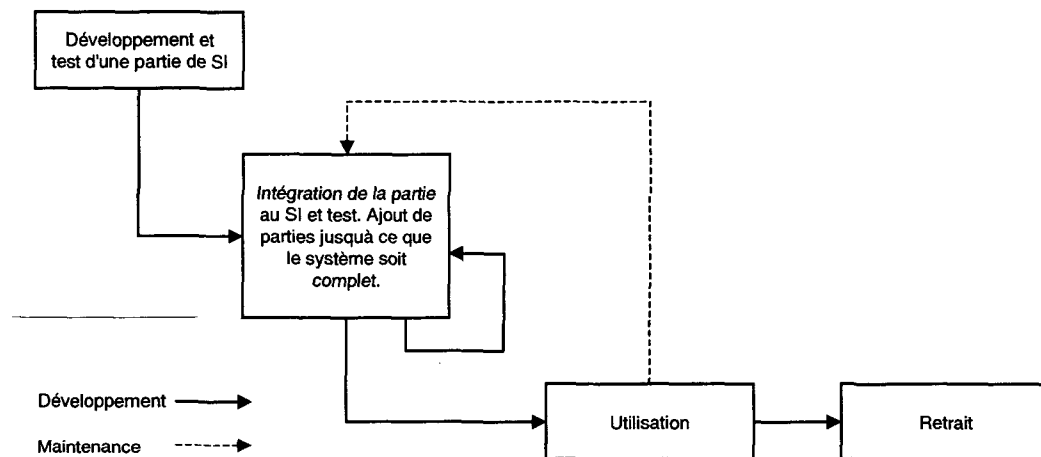 Développement et
test d'une partie de SI
Intégration de la partie
au SI et test. Ajout de
parties jusquà ce que
le système soit
complet.
Développement
Maintenance
Utilisation
Retrait